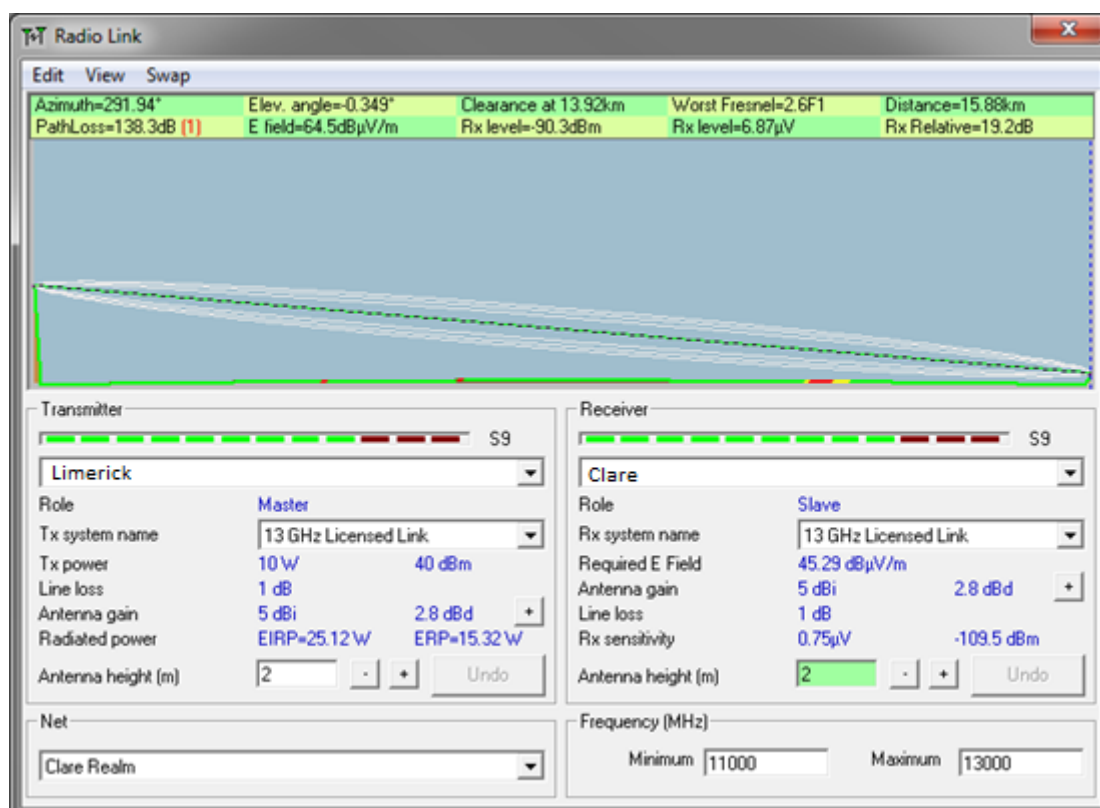 Radio Link
Edit View Swap
Azimuth=291.94° Elev. angle=-0.349° Clearance at 13.92km Worst Fresnel=2.6F1 Distance=15.88km
PathLoss=138.3dB (1) E field=64.5dBµV/m Rx level=-90.3dBm Rx level=6.87µV Rx Relative=19.2dB
Transmitter
S9
Limerick
Role Master
Tx system name 13 GHz Licensed Link
Tx power 10 W 40 dBm
Line loss 1 dB
Antenna gain 5 dBi 2.8 dBd +
Radiated power EIRP=25.12 W ERP=15.32 W
Antenna height (m) 2 - + Undo
Net
Clare Realm
Receiver
S9
Clare
Role Slave
Rx system name 13 GHz Licensed Link
Required E Field 45.29 dBµV/m
Antenna gain 5 dBi 2.8 dBd +
Line loss 1 dB
Rx sensitivity 0.75µV -109.5 dBm
Antenna height (m) 2 - + Undo
Frequency (MHz)
Minimum 11000 Maximum 13000